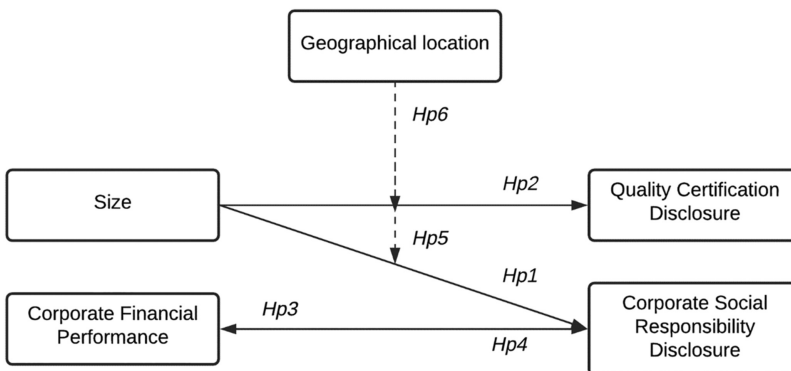 Geographical location
Hp6
Size
Hp2
Quality Certification
Disclosure
Hp5
Hp1
Corporate Financial
Performance
Hp3
Hp4
Corporate Social
Responsibility
Disclosure